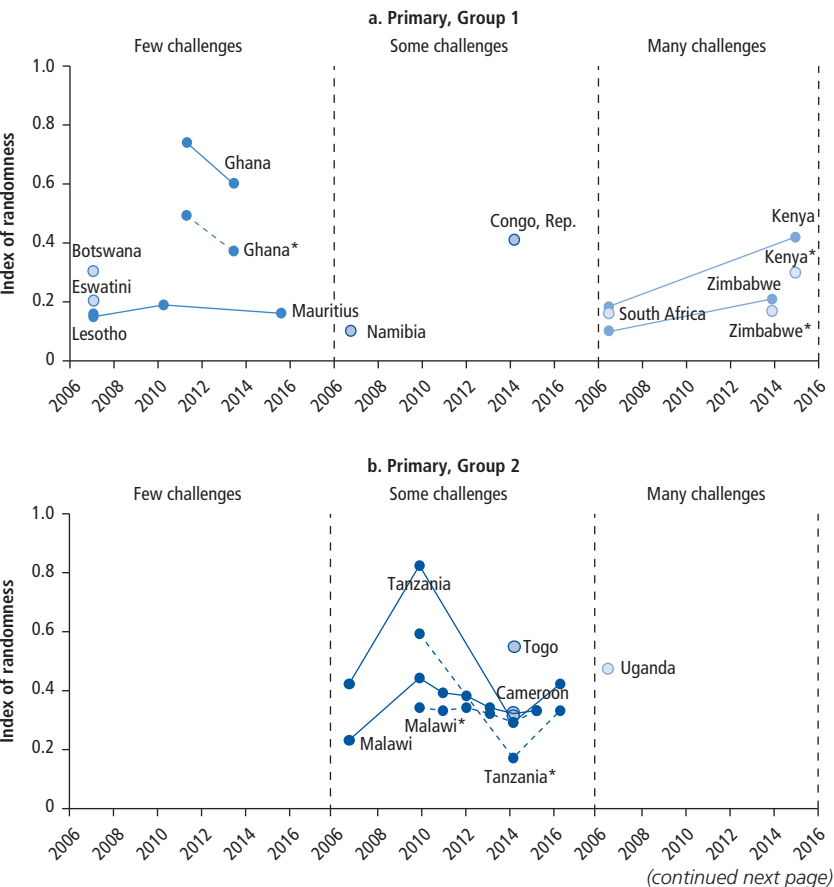 a. Primary, Group 1
Few challenges Some challenges Many challenges
Index of randomness
1.0
0.8
0.6
0.4
0.2
0
Ghana
Ghana*
Botswana
Eswatini
Lesotho
Mauritius
Namibia
Congo, Rep.
Kenya
Kenya*
Zimbabwe
South Africa
Zimbabwe*
2006 2008 2010 2012 2014 2016 2006 2008 2010 2012 2014 2016 2006 2008 2010 2012 2014 2016
b. Primary, Group 2
Few challenges Some challenges Many challenges
Index of randomness
1.0
0.8
0.6
0.4
0.2
0
Tanzania
Togo
Cameroon
Malawi*
Malawi
Tanzania*
Uganda
2006 2008 2010 2012 2014 2016 2006 2008 2010 2012 2014 2016 2006 2008 2010 2012 2014 2016
(continued next page)